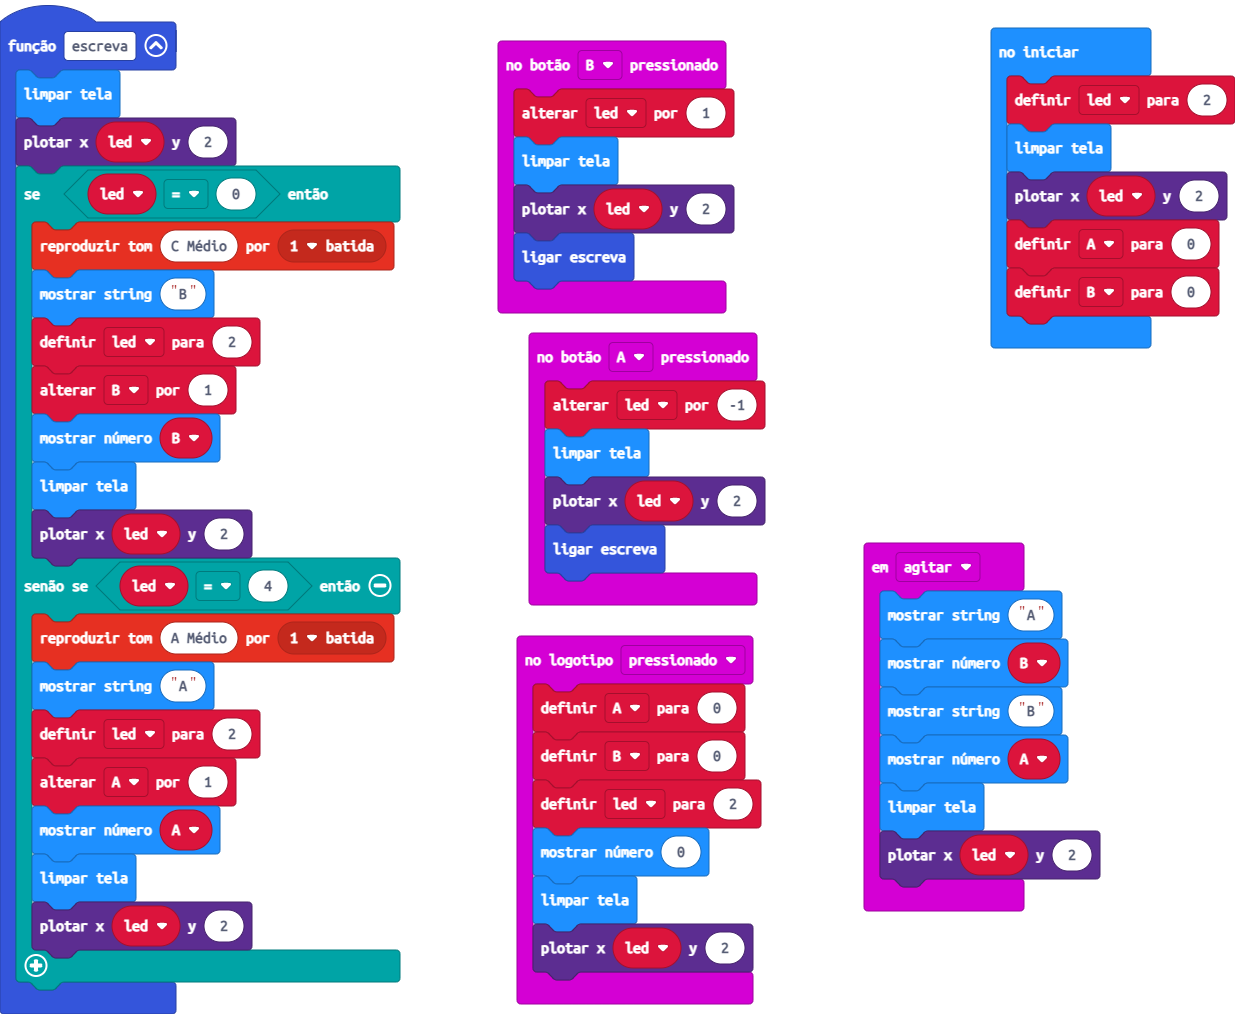 função escreva
limpar tela
plotar x led y 2
se led = 0 então
reproduzir tom C Médio por 1 batida
mostrar string "B"
definir led para 2
alterar B por 1
mostrar número B
limpar tela
plotar x led y 2
senão se led = 4 então
reproduzir tom A Médio por 1 batida
mostrar string "A"
definir led para 2
alterar A por 1
mostrar número A
limpar tela
plotar x led y 2
no botão B pressionado
alterar led por 1
limpar tela
plotar x led y 2
ligar escreva
no botão A pressionado
alterar led por -1
limpar tela
plotar x led y 2
ligar escreva
no logotipo pressionado
definir A para 0
definir B para 0
definir led para 2
mostrar número 0
limpar tela
plotar x led y 2
no iniciar
definir led para 2
limpar tela
plotar x led y 2
definir A para 0
definir B para 0
em agitar
mostrar string "A"
mostrar número B
mostrar string "B"
mostrar número A
limpar tela
plotar x led y 2